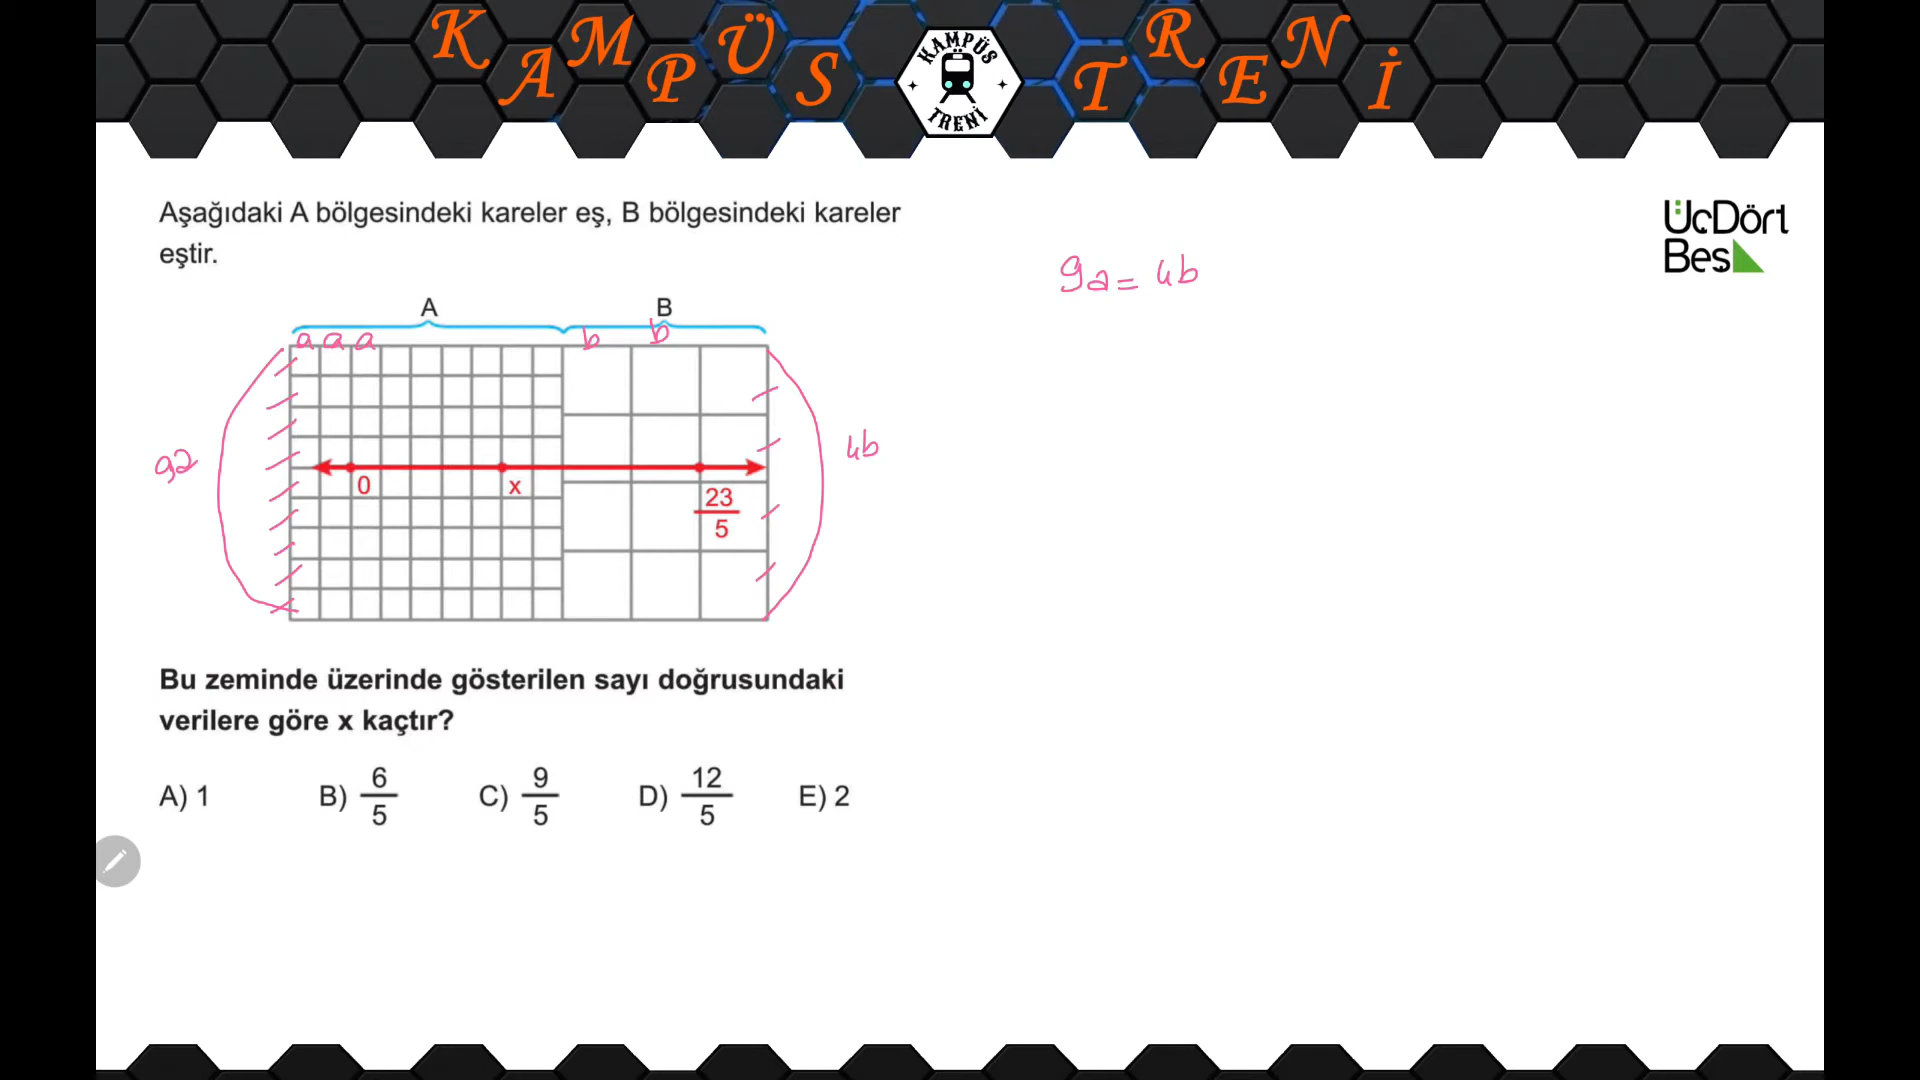 KAMPÜS TRENİ
KAMPÜS
TRENİ
Aşağıdaki A bölgesindeki kareler eş, B bölgesindeki kareler
eştir.
ÜçDört
Beş
9a = 4b
A B
a a a b b
9a
4b
0 x 23/5
Bu zeminde üzerinde gösterilen sayı doğrusundaki
verilere göre x kaçtır?
A) 1 B) 6/5 C) 9/5 D) 12/5 E) 2